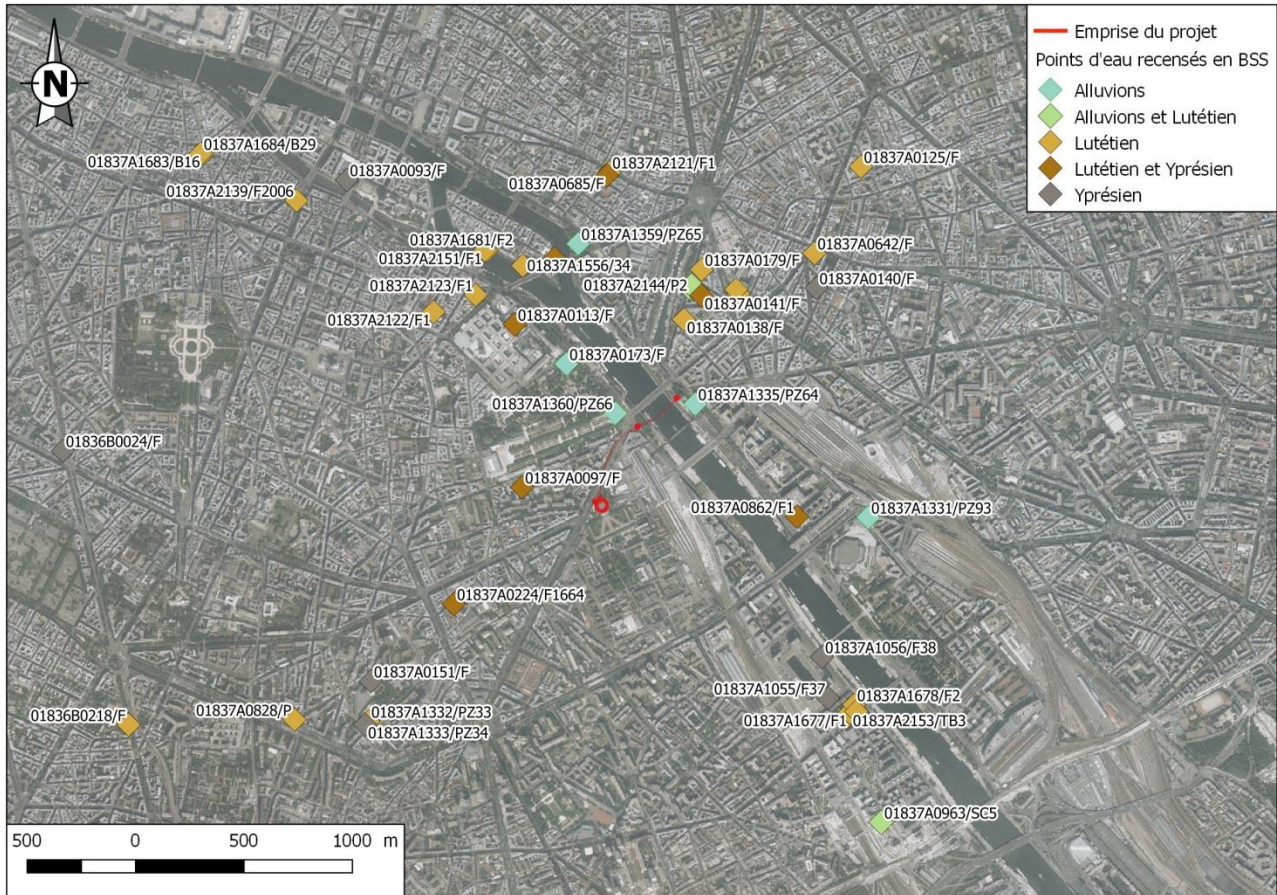 N
Emprise du projet
Points d'eau recensés en BSS
Alluvions
Alluvions et Lutétien
Lutétien
Lutétien et Yprésien
Yprésien
01837A1684/B29
01837A1683/B16
01837A0093/F
01837A2121/F1
01837A0125/F
01837A0685/F
01837A2139/F2006
01837A1359/PZ65
01837A1681/F2
01837A0642/F
01837A2151/F1
01837A1556/34
01837A0179/F
01837A0140/F
01837A2123/F1
01837A2144/P2
01837A0141/F
01837A2122/F1
01837A0113/F
01837A0138/F
01837A0173/F
01837A1360/PZ66
01837A1335/PZ64
01836B0024/F
01837A0097/F
01837A0862/F1
01837A1331/PZ93
01837A0224/F1664
01837A1056/F38
01837A0151/F
01837A1055/F37
01837A1678/F2
01836B0218/F
01837A0828/P
01837A1332/PZ33
01837A1677/F1
01837A2153/TB3
01837A1333/PZ34
01837A0963/SC5
500 0 500 1000 m